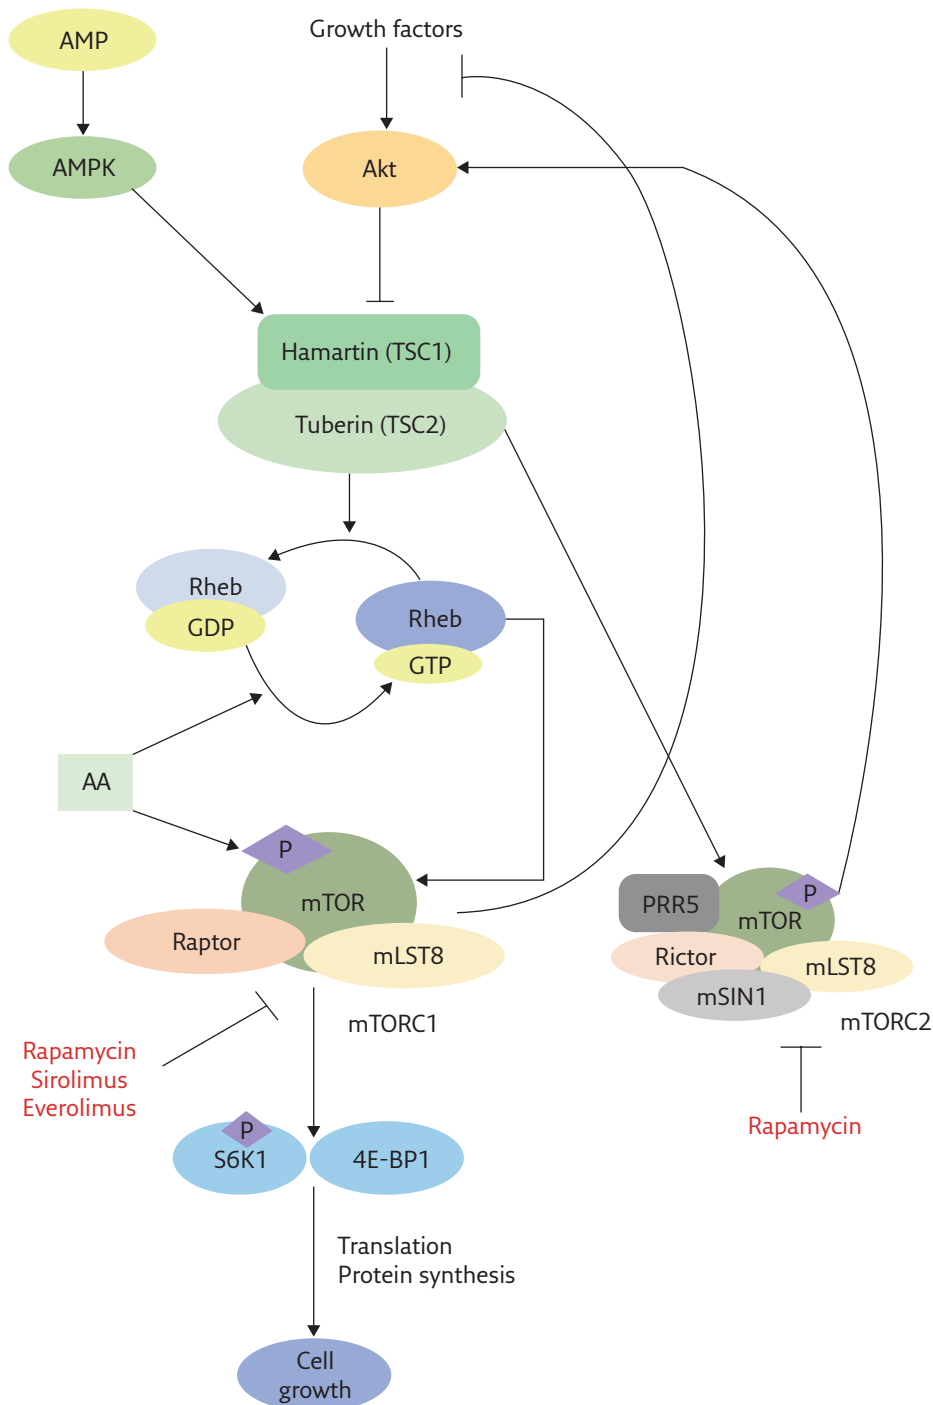 AMP
Growth factors
AMPK
Akt
Hamartin (TSC1)
Tuberin (TSC2)
Rheb
GDP
Rheb
GTP
AA
P
mTOR
Raptor
mLST8
mTORC1
PRR5
P
mTOR
Rictor
mLST8
mSIN1
mTORC2
Rapamycin
Sirolimus
Everolimus
Rapamycin
P
S6K1
4E-BP1
Translation
Protein synthesis
Cell
growth